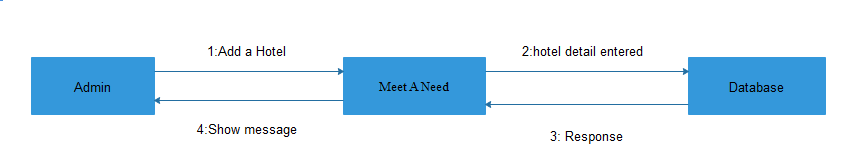 1:Add a Hotel
2:hotel detail entered
Admin
Meet A Need
Database
4:Show message
3: Response